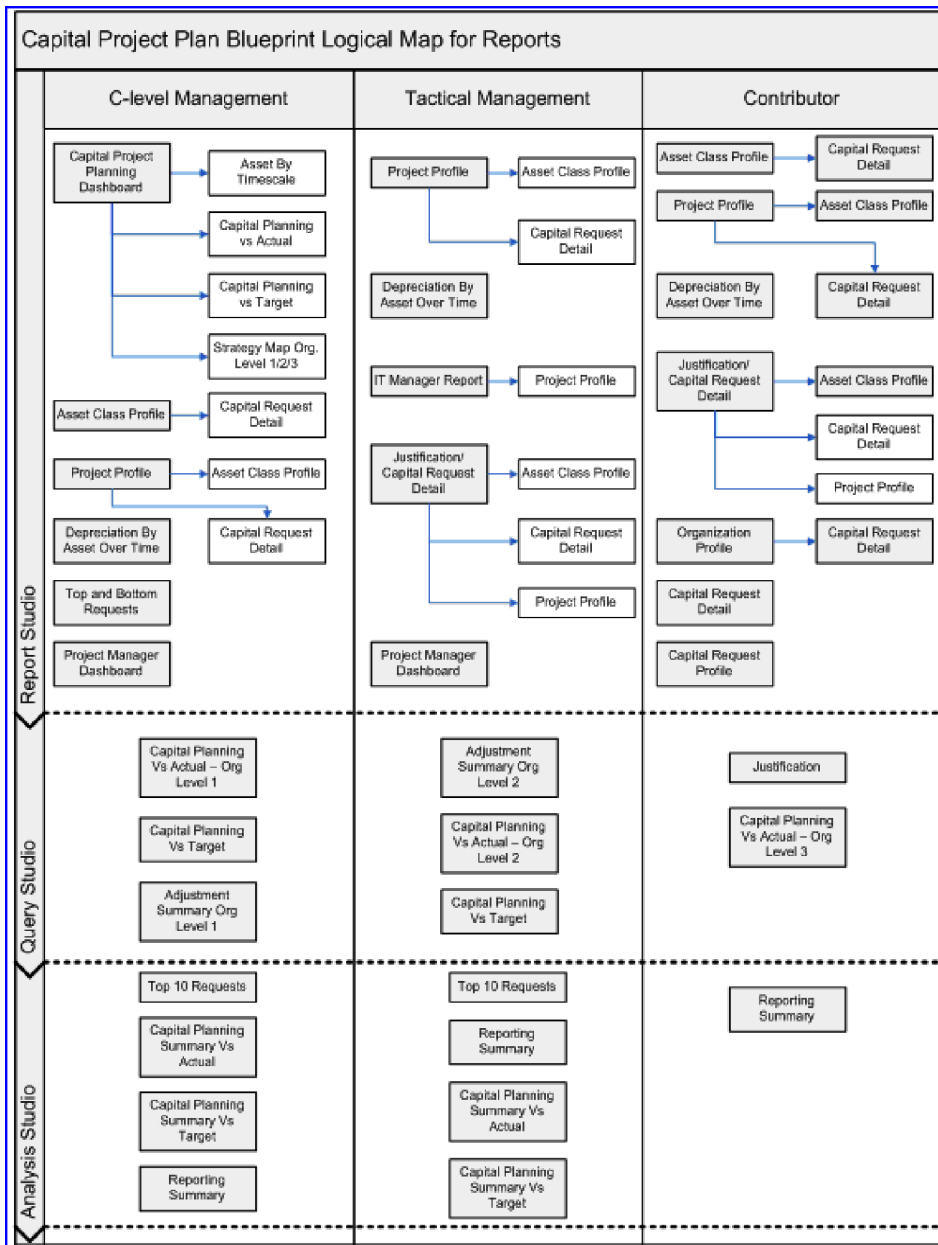 Capital Project Plan Blueprint Logical Map for Reports
C-level Management
Tactical Management
Contributor
Report Studio
Capital Project
Planning
Dashboard
Asset By
Timescale
Capital Planning
vs Actual
Capital Planning
vs Target
Strategy Map Org.
Level 1/2/3
Asset Class Profile
Capital Request
Detail
Project Profile
Asset Class Profile
Depreciation By
Asset Over Time
Capital Request
Detail
Top and Bottom
Requests
Project Manager
Dashboard
Project Profile
Asset Class Profile
Capital Request
Detail
Depreciation By
Asset Over Time
IT Manager Report
Project Profile
Justification/
Capital Request
Detail
Asset Class Profile
Capital Request
Detail
Project Profile
Project Manager
Dashboard
Asset Class Profile
Capital Request
Detail
Project Profile
Asset Class Profile
Depreciation By
Asset Over Time
Capital Request
Detail
Justification/
Capital Request
Detail
Asset Class Profile
Capital Request
Detail
Project Profile
Organization
Profile
Capital Request
Detail
Capital Request
Detail
Capital Request
Profile
Query Studio
Capital Planning
Vs Actual – Org
Level 1
Capital Planning
Vs Target
Adjustment
Summary Org
Level 1
Adjustment
Summary Org
Level 2
Capital Planning
Vs Actual – Org
Level 2
Capital Planning
Vs Target
Justification
Capital Planning
Vs Actual – Org
Level 3
Analysis Studio
Top 10 Requests
Capital Planning
Summary Vs
Actual
Capital Planning
Summary Vs
Target
Reporting
Summary
Top 10 Requests
Reporting
Summary
Capital Planning
Summary Vs
Actual
Capital Planning
Summary Vs
Target
Reporting
Summary